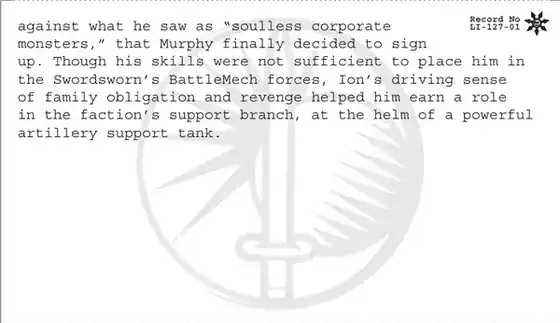 against what he saw as “soulless corporate
monsters,” that Murphy finally decided to sign
up. Though his skills were not sufficient to place him in
the Swordsworn’s BattleMech forces, Ion’s driving sense
of family obligation and revenge helped him earn a role
in the faction’s support branch, at the helm of a powerful
artillery support tank.
Record No
LI-127-01